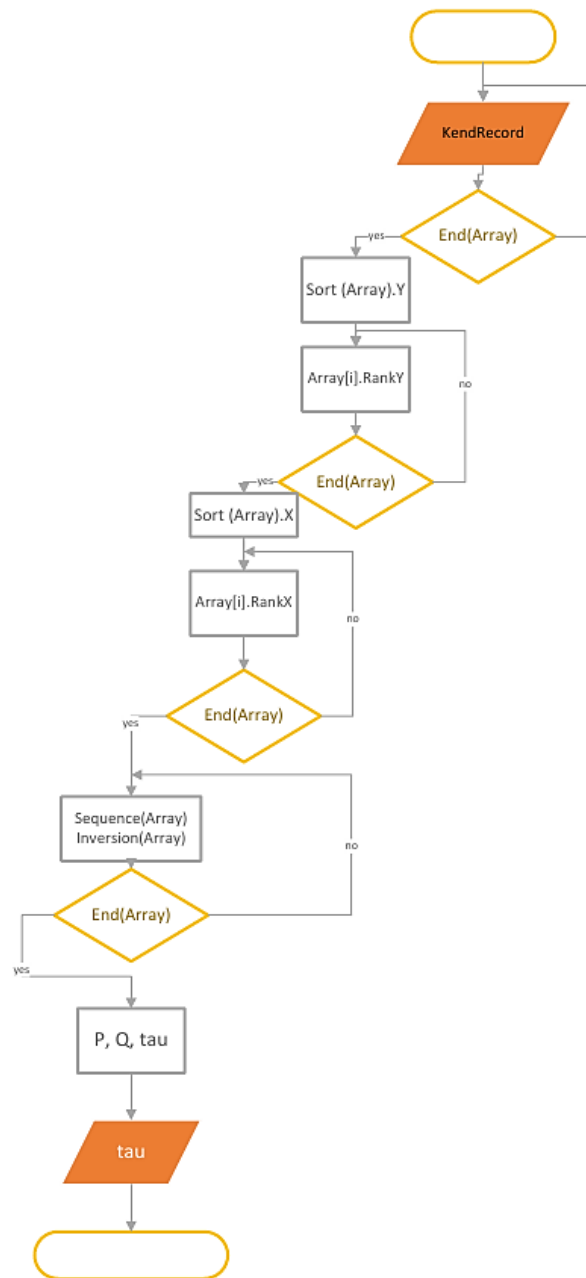 KendRecord
End(Array)
yes
Sort (Array).Y
Array[i].RankY
no
End(Array)
yes
Sort (Array).X
Array[i].RankX
no
End(Array)
yes
Sequence(Array)
Inversion(Array)
no
End(Array)
yes
P, Q, tau
tau